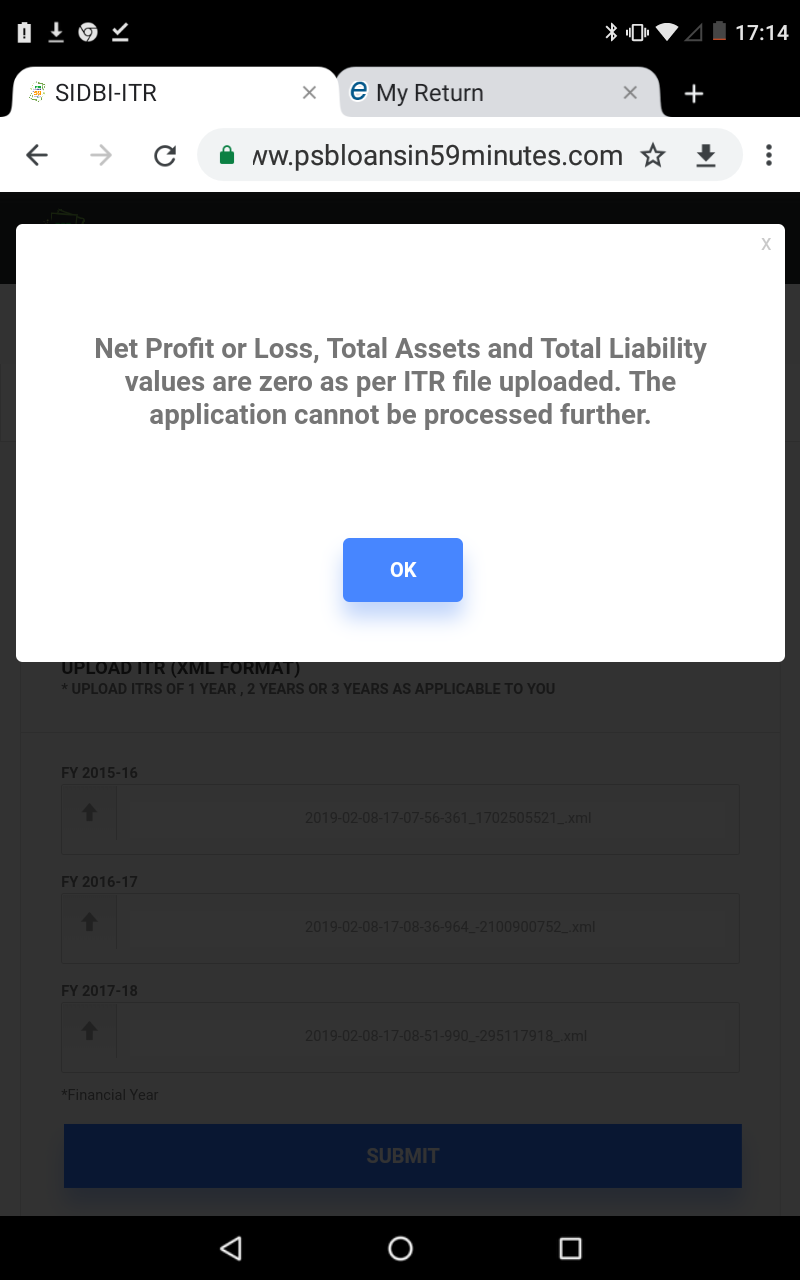 17:14
SIDBI-ITR
My Return
ww.psbloansin59minutes.com
X
Net Profit or Loss, Total Assets and Total Liability
values are zero as per ITR file uploaded. The
application cannot be processed further.
OK
UPLOAD ITR (XML FORMAT)
* UPLOAD ITRS OF 1 YEAR , 2 YEARS OR 3 YEARS AS APPLICABLE TO YOU
FY 2015-16
2019-02-08-17-07-56-361_1702505521_.xml
FY 2016-17
2019-02-08-17-08-36-964_-2100900752_.xml
FY 2017-18
2019-02-08-17-08-51-990_-295117918_.xml
*Financial Year
SUBMIT